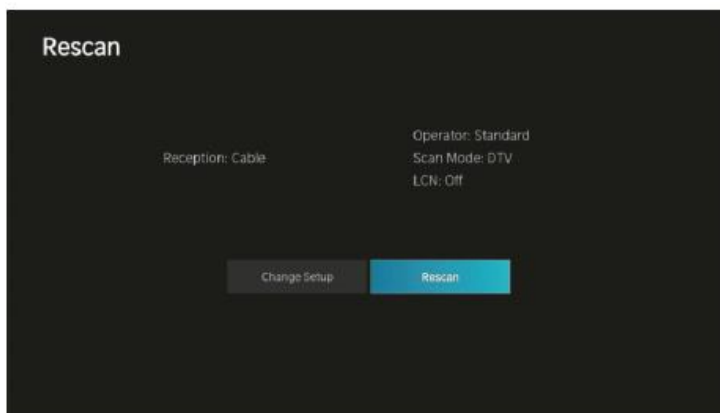 Rescan
Reception: Cable
Operator: Standard
Scan Mode: DTV
LCN: Off
Change Setup
Rescan